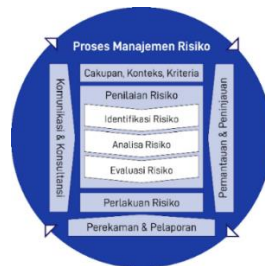 Proses Manajemen Risiko
Cakupan, Konteks, Kriteria
Komunikasi & Konsultansi
Penilaian Risiko
Identifikasi Risiko
Analisa Risiko
Evaluasi Risiko
Pemantauan & Peninjauan
Perlakuan Risiko
Perekaman & Pelaporan